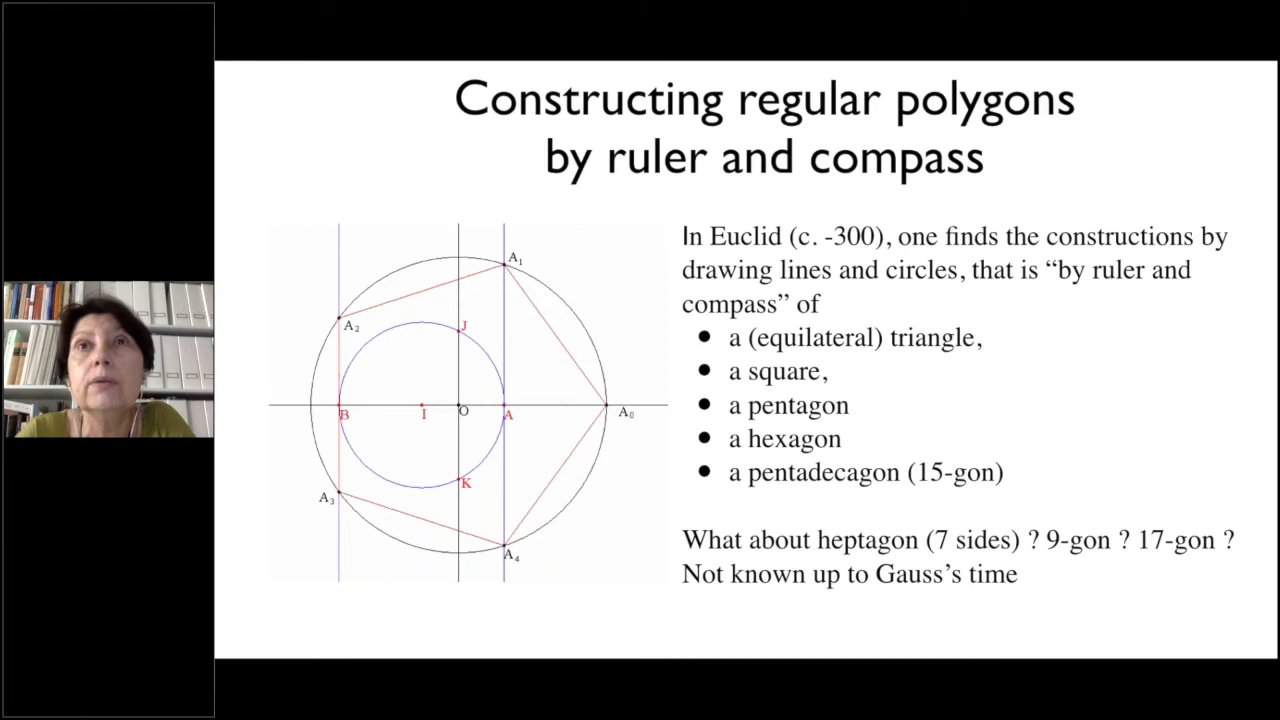 Constructing regular polygons
by ruler and compass
In Euclid (c. -300), one finds the constructions by
drawing lines and circles, that is “by ruler and
compass” of
• a (equilateral) triangle,
• a square,
• a pentagon
• a hexagon
• a pentadecagon (15-gon)
What about heptagon (7 sides) ? 9-gon ? 17-gon ?
Not known up to Gauss’s time
A₁
A₂
J
B
I
O
A
A₀
K
A₃
A₄